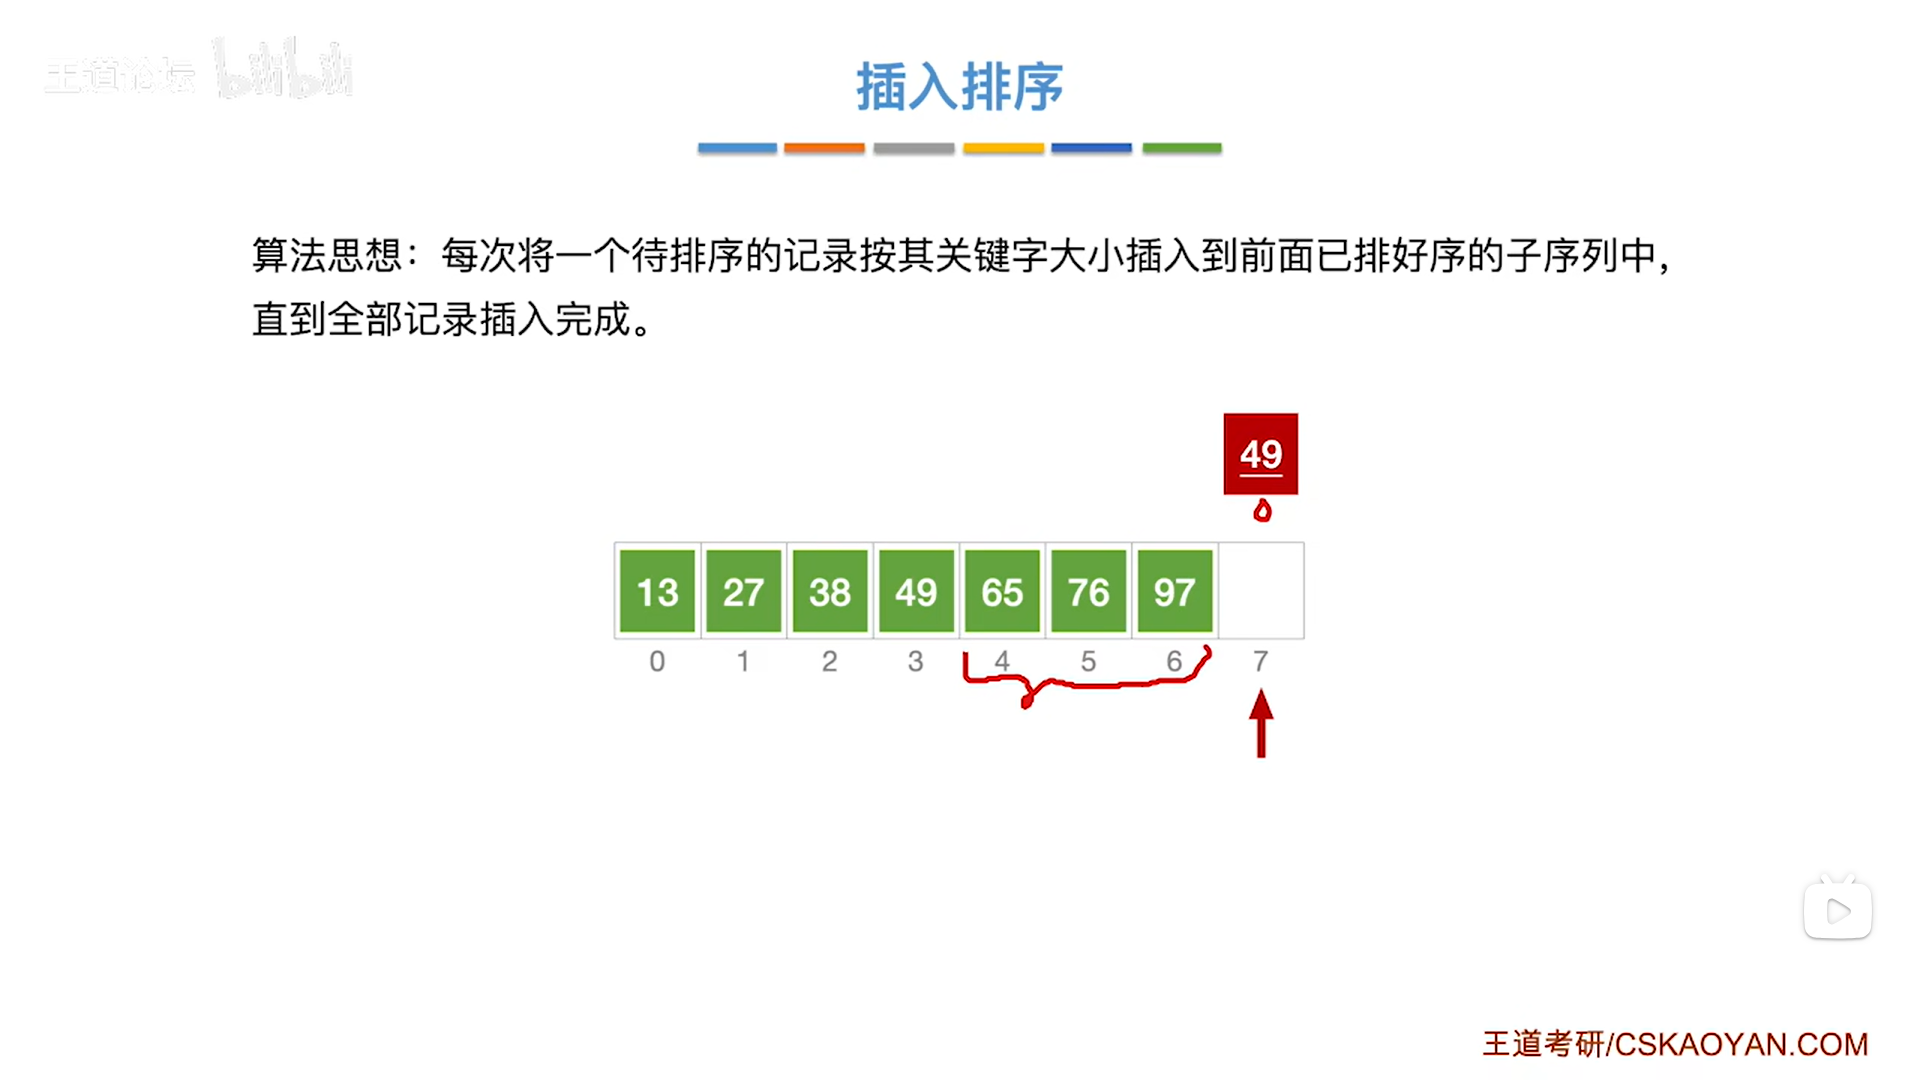 王道论坛 bilibili
插入排序
算法思想：每次将一个待排序的记录按其关键字大小插入到前面已排好序的子序列中，
直到全部记录插入完成。
49
13 27 38 49 65 76 97
0 1 2 3 4 5 6 7
王道考研/CSKAOYAN.COM